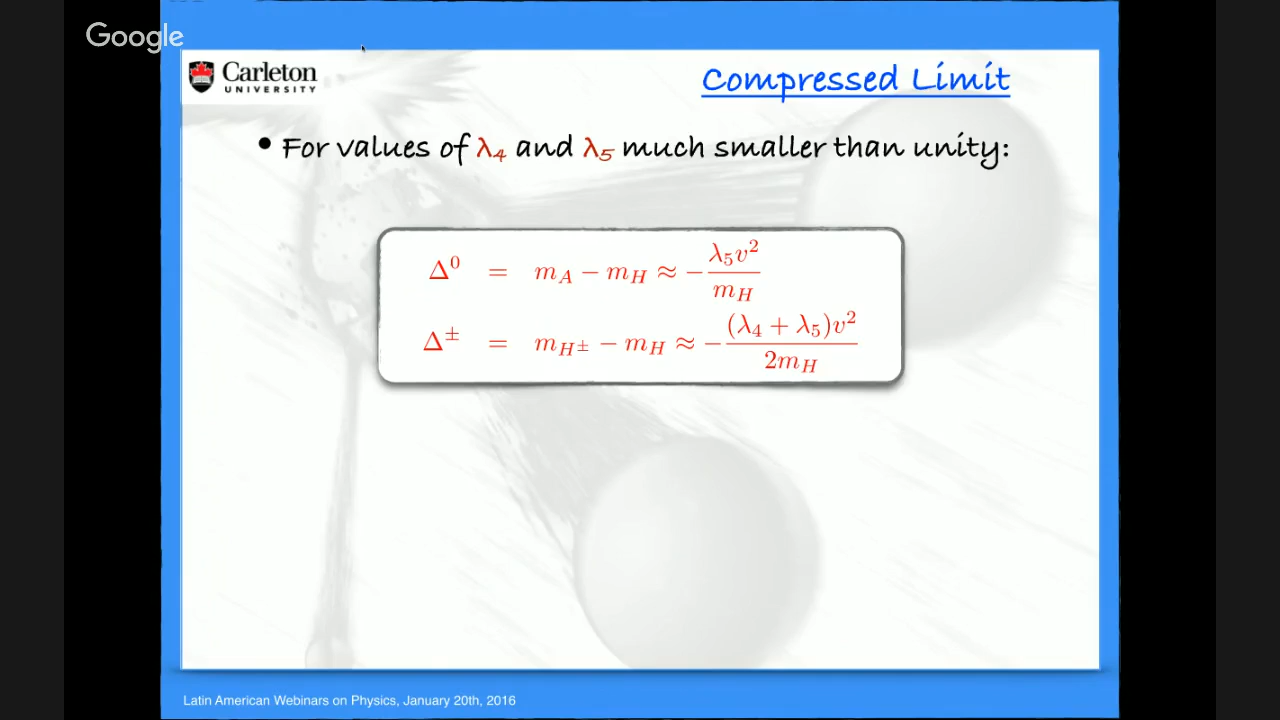 Google
Carleton
UNIVERSITY
Compressed Limit
• For values of λ₄ and λ₅ much smaller than unity:
Δ⁰ = m_A − m_H ≈ −λ₅v²/m_H
Δ^± = m_{H^±} − m_H ≈ −(λ₄ + λ₅)v²/2m_H
Latin American Webinars on Physics, January 20th, 2016